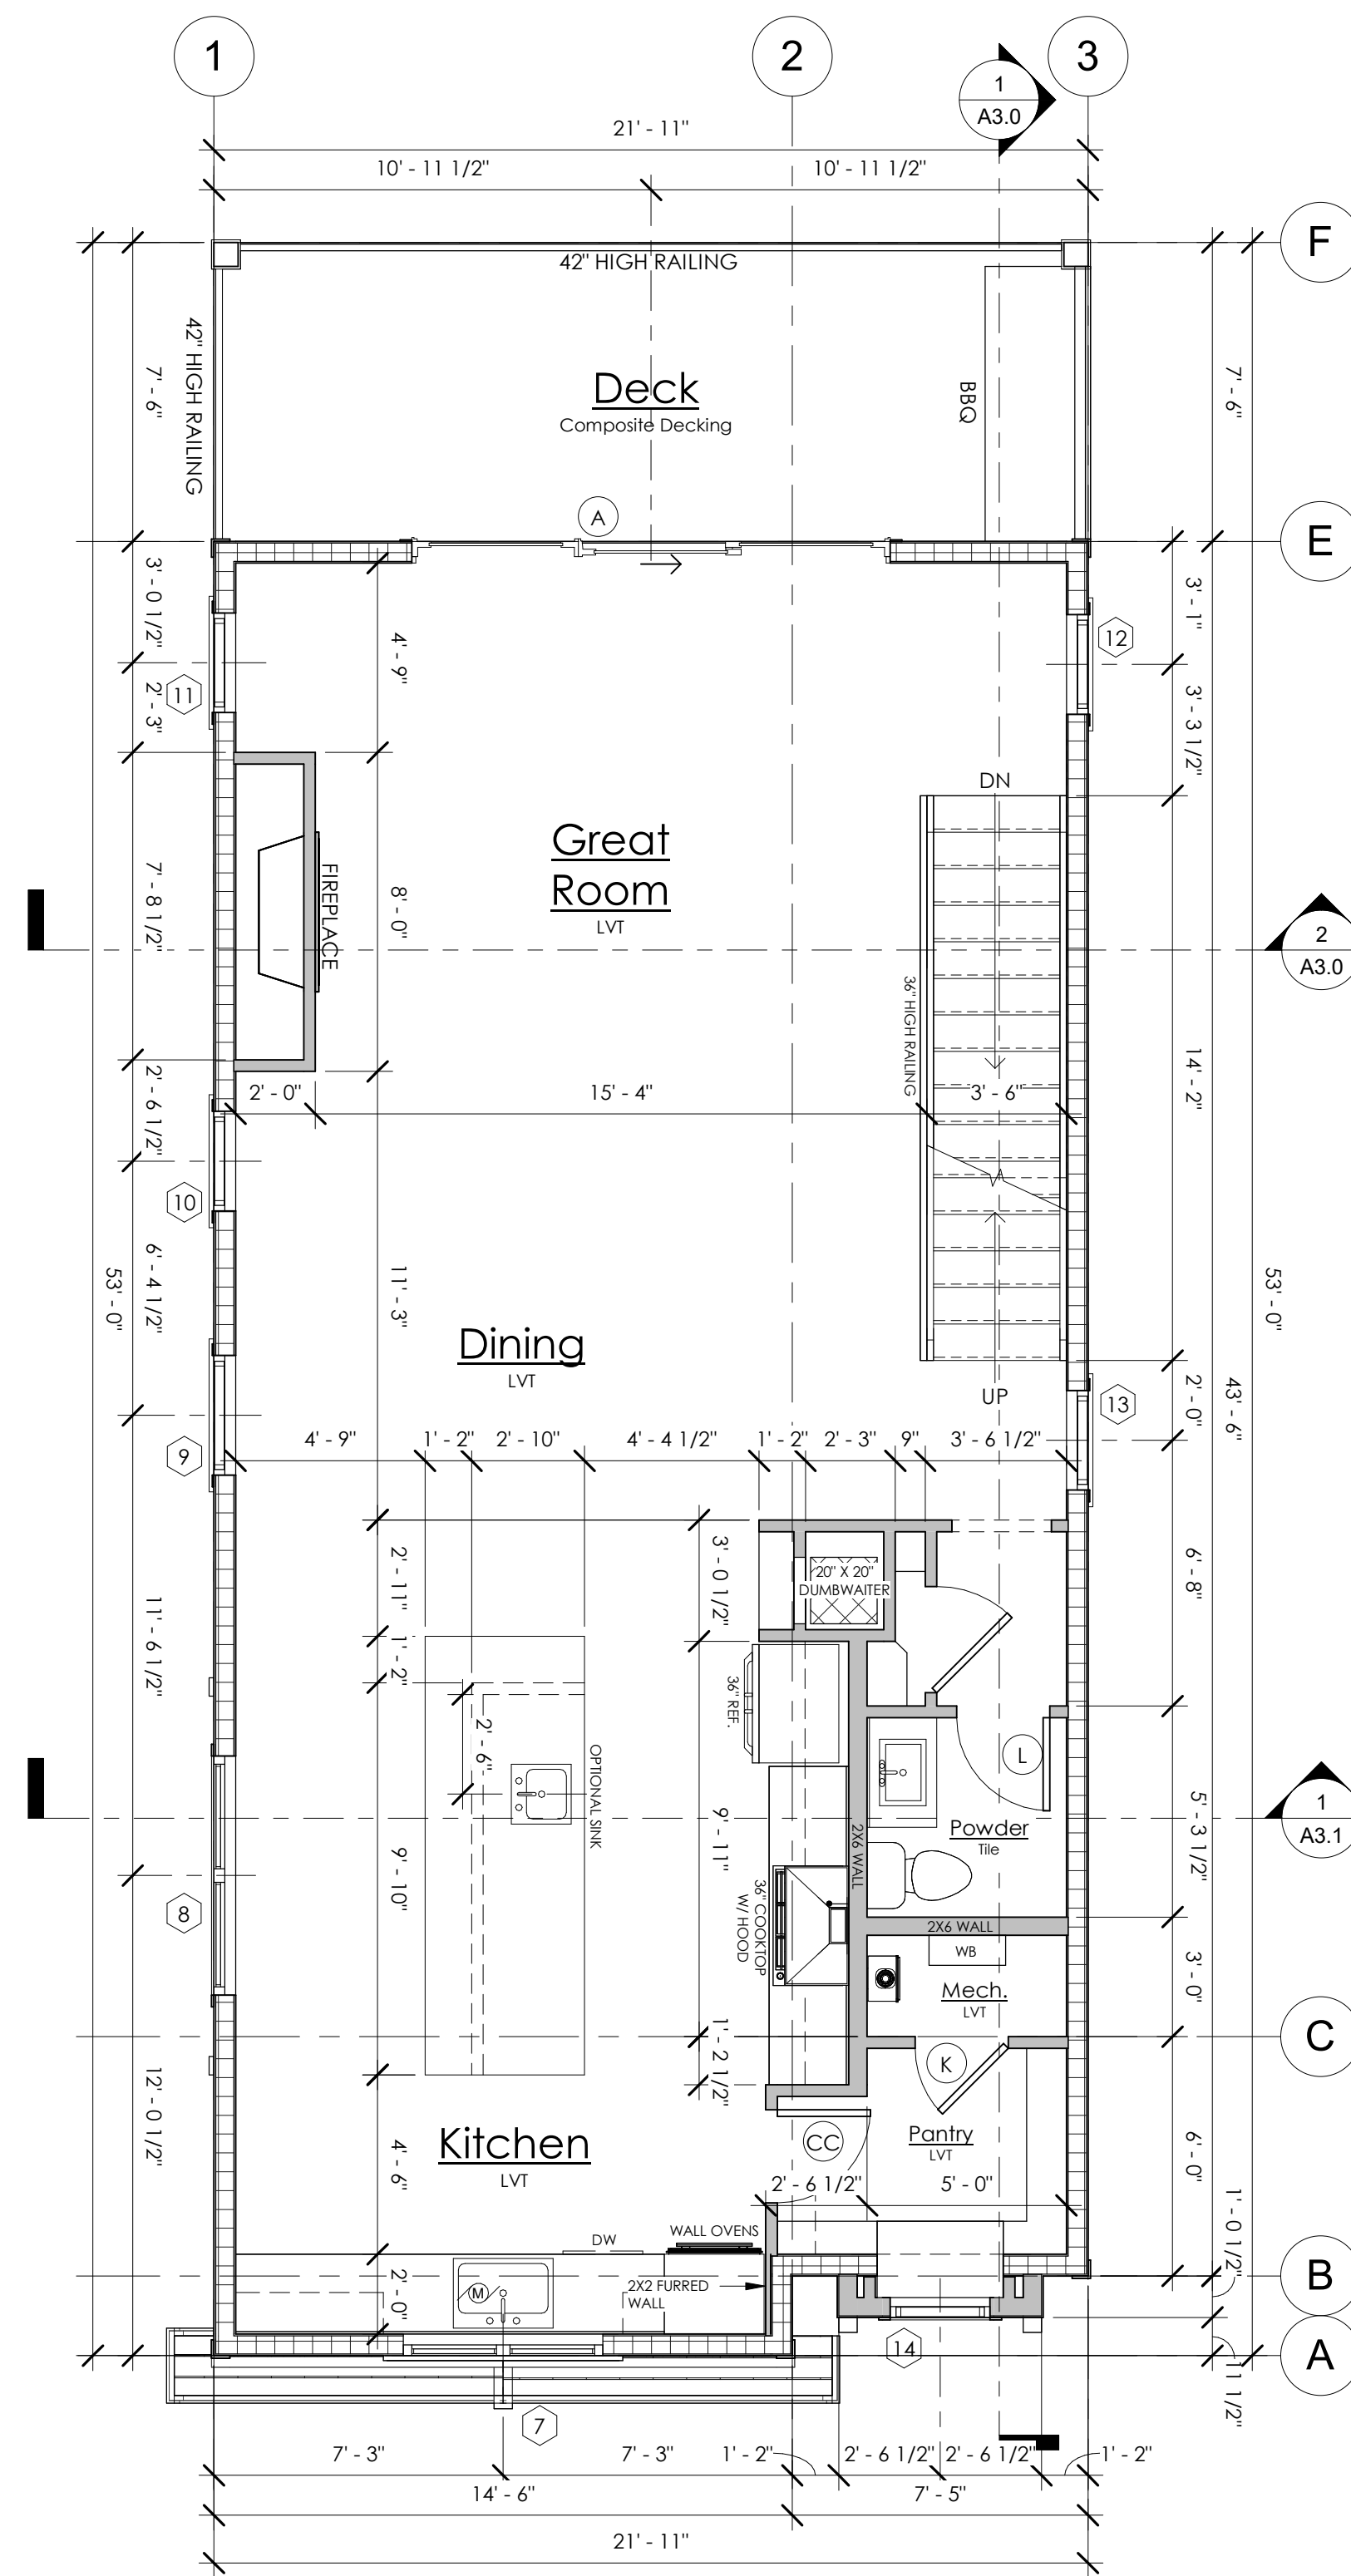 1
2
3
1
A3.0
21' - 11"
10' - 11 1/2"
10' - 11 1/2"
F
42" HIGH RAILING
42" HIGH RAILING
7' - 6"
7' - 6"
Deck
Composite Decking
BBQ
A
E
3' - 0 1/2"
3' - 1"
12
4' - 9"
11
2' - 3"
3' - 3 1/2"
DN
Great
Room
LVT
FIREPLACE
7' - 8 1/2"
8' - 0"
2
A3.0
36" HIGH RAILING
14' - 2"
2' - 6 1/2"
2' - 0"
15' - 4"
3' - 6"
10
6' - 4 1/2"
53' - 0"
11' - 3"
53' - 0"
43' - 6"
Dining
LVT
UP
2' - 0"
13
9
4' - 9"
1' - 2"
2' - 10"
4' - 4 1/2"
1' - 2"
2' - 3"
9"
3' - 6 1/2"
2' - 11"
3' - 0 1/2"
20" X 20"
DUMBWAITER
6' - 8"
11' - 6 1/2"
1' - 2"
36" REF.
2' - 6"
OPTIONAL SINK
L
5' - 3 1/2"
1
A3.1
Powder
Tile
2X6 WALL
9' - 11"
9' - 10"
36" COOKTOP
W/ HOOD
8
2X6 WALL
WB
Mech.
LVT
3' - 0"
C
1' - 2 1/2"
K
12' - 0 1/2"
Kitchen
LVT
4' - 6"
CC
Pantry
LVT
6' - 0"
2' - 6 1/2"
5' - 0"
1' - 0 1/2"
DW
WALL OVENS
M
2X2 FURRED
WALL
2' - 0"
B
14
A
11 1/2"
7
7' - 3"
7' - 3"
1' - 2"
2' - 6 1/2"
2' - 6 1/2"
1' - 2"
14' - 6"
7' - 5"
21' - 11"